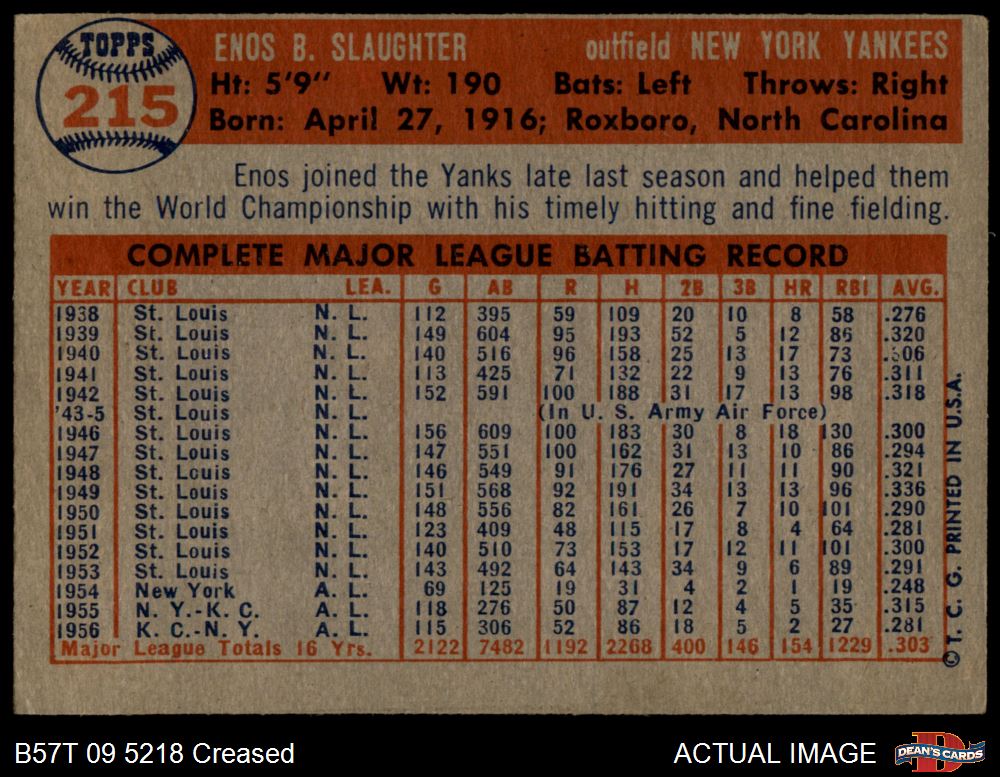 TOPPS
215
ENOS B. SLAUGHTER outfield NEW YORK YANKEES
Ht: 5'9" Wt: 190 Bats: Left Throws: Right
Born: April 27, 1916; Roxboro, North Carolina
Enos joined the Yanks late last season and helped them
win the World Championship with his timely hitting and fine fielding.
COMPLETE MAJOR LEAGUE BATTING RECORD
YEAR CLUB LEA. G AB R H 2B 3B HR RBI AVG.
1938 St. Louis N. L. 112 395 59 109 20 10 8 58 .276
1939 St. Louis N. L. 149 604 95 193 52 5 12 86 .320
1940 St. Louis N. L. 140 516 96 158 25 13 17 73 .306
1941 St. Louis N. L. 113 425 71 132 22 9 13 76 .311
1942 St. Louis N. L. 152 591 100 188 31 17 13 98 .318
'43-5 St. Louis (In U. S. Army Air Force)
1946 St. Louis N. L. 156 609 100 183 30 8 18 130 .300
1947 St. Louis N. L. 147 551 100 162 31 13 10 86 .294
1948 St. Louis N. L. 146 549 91 176 27 11 11 90 .321
1949 St. Louis N. L. 151 568 92 191 34 13 13 96 .336
1950 St. Louis N. L. 148 556 82 161 26 7 10 101 .290
1951 St. Louis N. L. 123 409 48 115 17 8 4 64 .281
1952 St. Louis N. L. 140 510 73 153 17 12 11 101 .300
1953 St. Louis N. L. 143 492 64 143 34 9 6 89 .291
1954 New York A. L. 69 125 19 31 4 2 1 19 .248
1955 N. Y.-K. C. A. L. 118 276 50 87 12 4 5 35 .315
1956 K. C.-N. Y. A. L. 115 306 52 86 18 5 2 27 .281
Major League Totals 16 Yrs. 2122 7482 1192 2268 400 146 154 1229 .303
© T. C. G. PRINTED IN U.S.A.
B57T 09 5218 Creased
ACTUAL IMAGE
D
DEAN'S CARDS